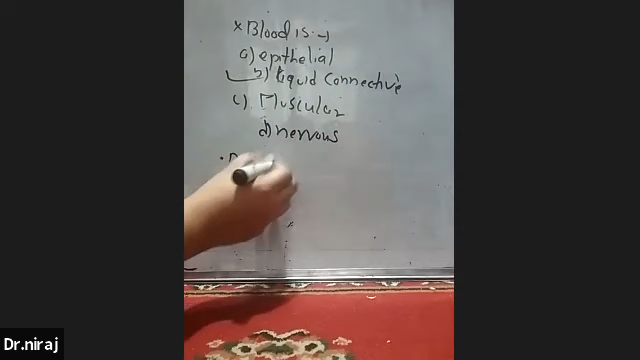 * Blood is :→
a) epithelial
b) liquid connective
c) Muscular
d) nervous
Dr.niraj